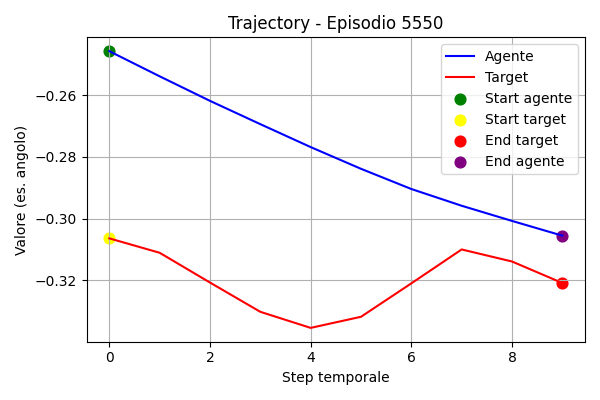 Trajectory - Episodio 5550
Valore (es. angolo)
−0.26
−0.28
−0.30
−0.32
0
2
4
6
8
Step temporale
Agente
Target
Start agente
Start target
End target
End agente